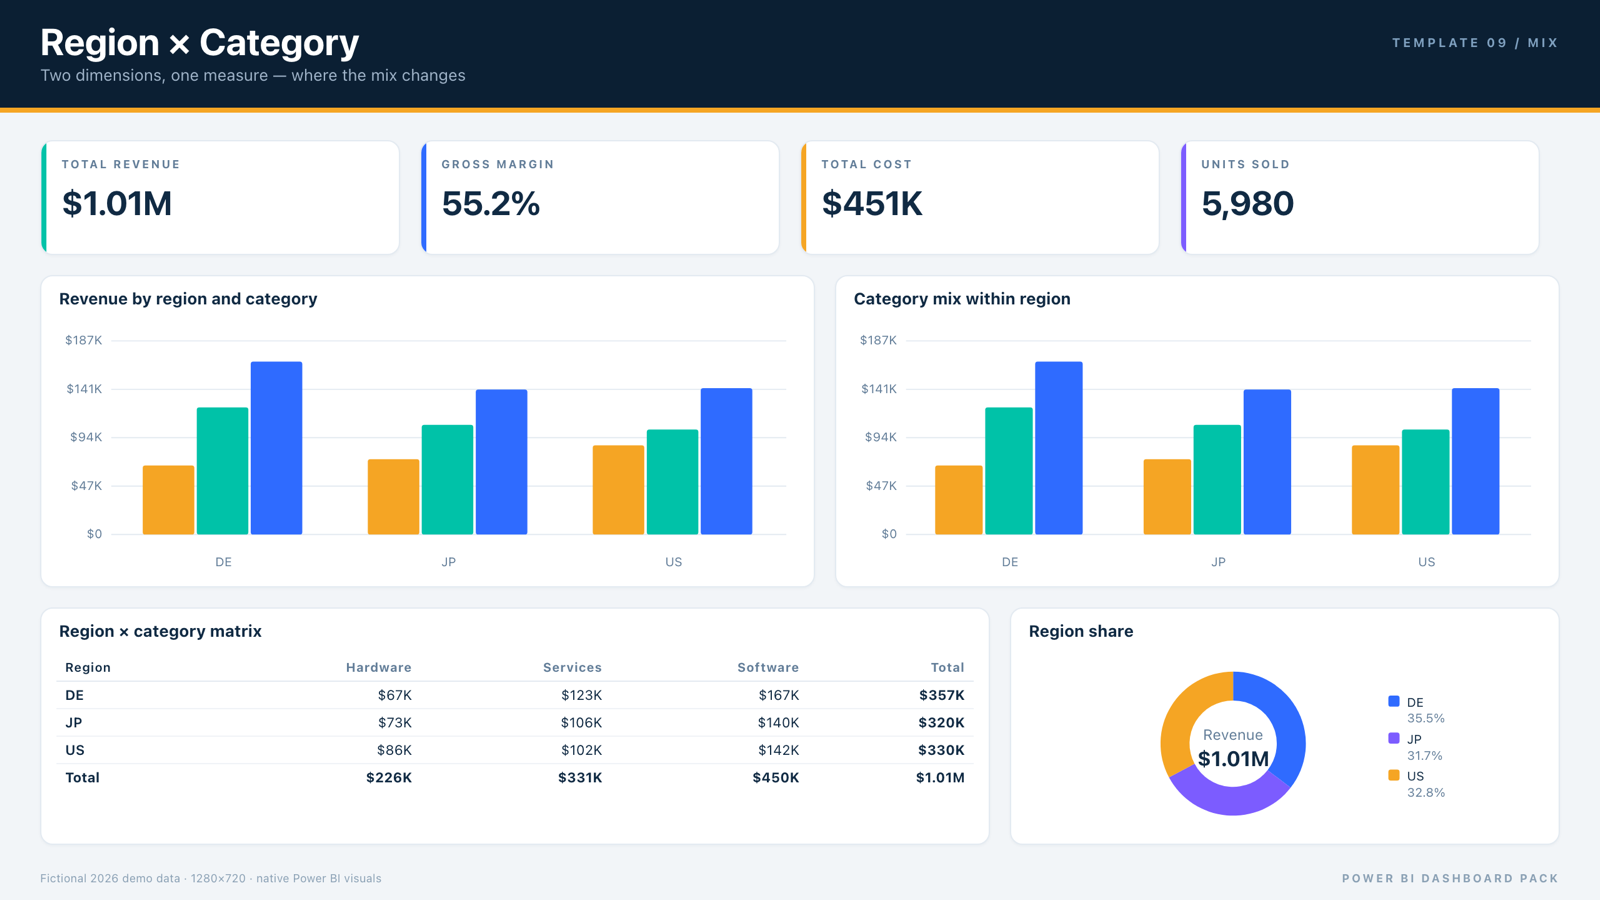 Region × Category
Two dimensions, one measure — where the mix changes
TEMPLATE 09 / MIX
TOTAL REVENUE
$1.01M
GROSS MARGIN
55.2%
TOTAL COST
$451K
UNITS SOLD
5,980
Revenue by region and category
$187K
$141K
$94K
$47K
$0
DE JP US
Category mix within region
$187K
$141K
$94K
$47K
$0
DE JP US
Region × category matrix
Region Hardware Services Software Total
DE $67K $123K $167K $357K
JP $73K $106K $140K $320K
US $86K $102K $142K $330K
Total $226K $331K $450K $1.01M
Region share
Revenue
$1.01M
DE
35.5%
JP
31.7%
US
32.8%
Fictional 2026 demo data · 1280×720 · native Power BI visuals
POWER BI DASHBOARD PACK